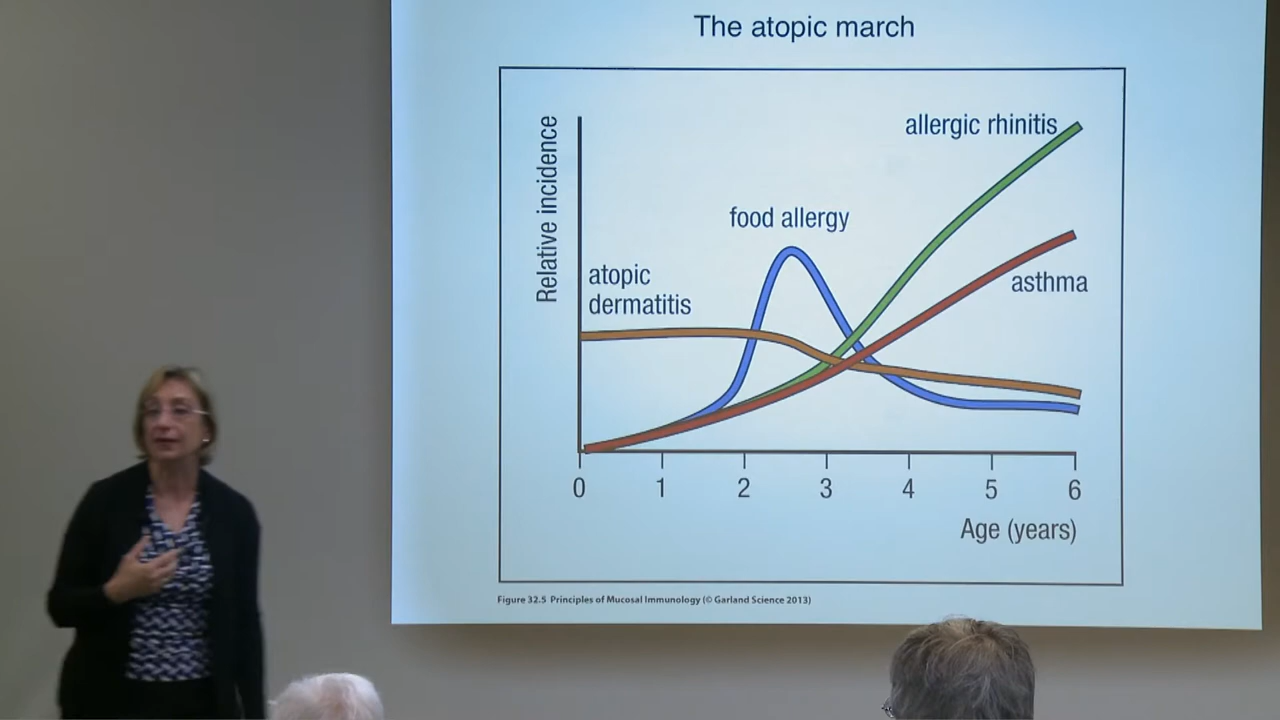 The atopic march
Relative incidence
allergic rhinitis
food allergy
atopic
dermatitis
asthma
0 1 2 3 4 5 6
Age (years)
Figure 32.5 Principles of Mucosal Immunology (© Garland Science 2013)